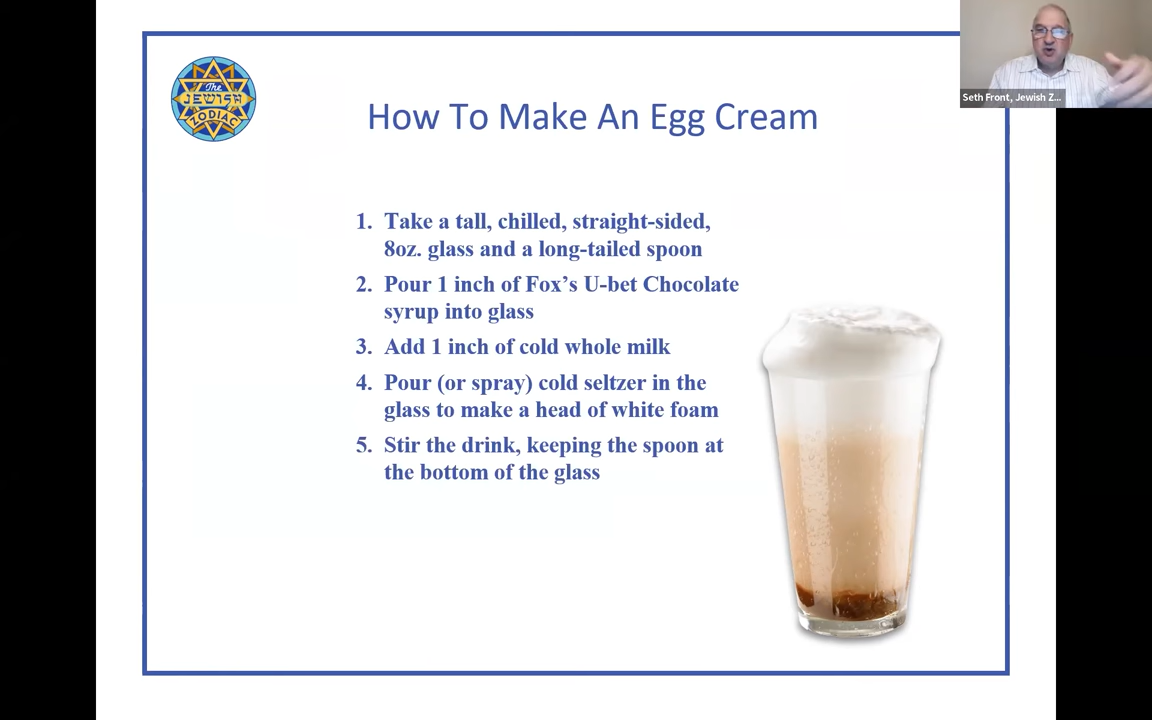 The
JEWISH
ZODIAC
How To Make An Egg Cream
1. Take a tall, chilled, straight-sided,
8oz. glass and a long-tailed spoon
2. Pour 1 inch of Fox’s U-bet Chocolate
syrup into glass
3. Add 1 inch of cold whole milk
4. Pour (or spray) cold seltzer in the
glass to make a head of white foam
5. Stir the drink, keeping the spoon at
the bottom of the glass
Seth Front, Jewish Z...